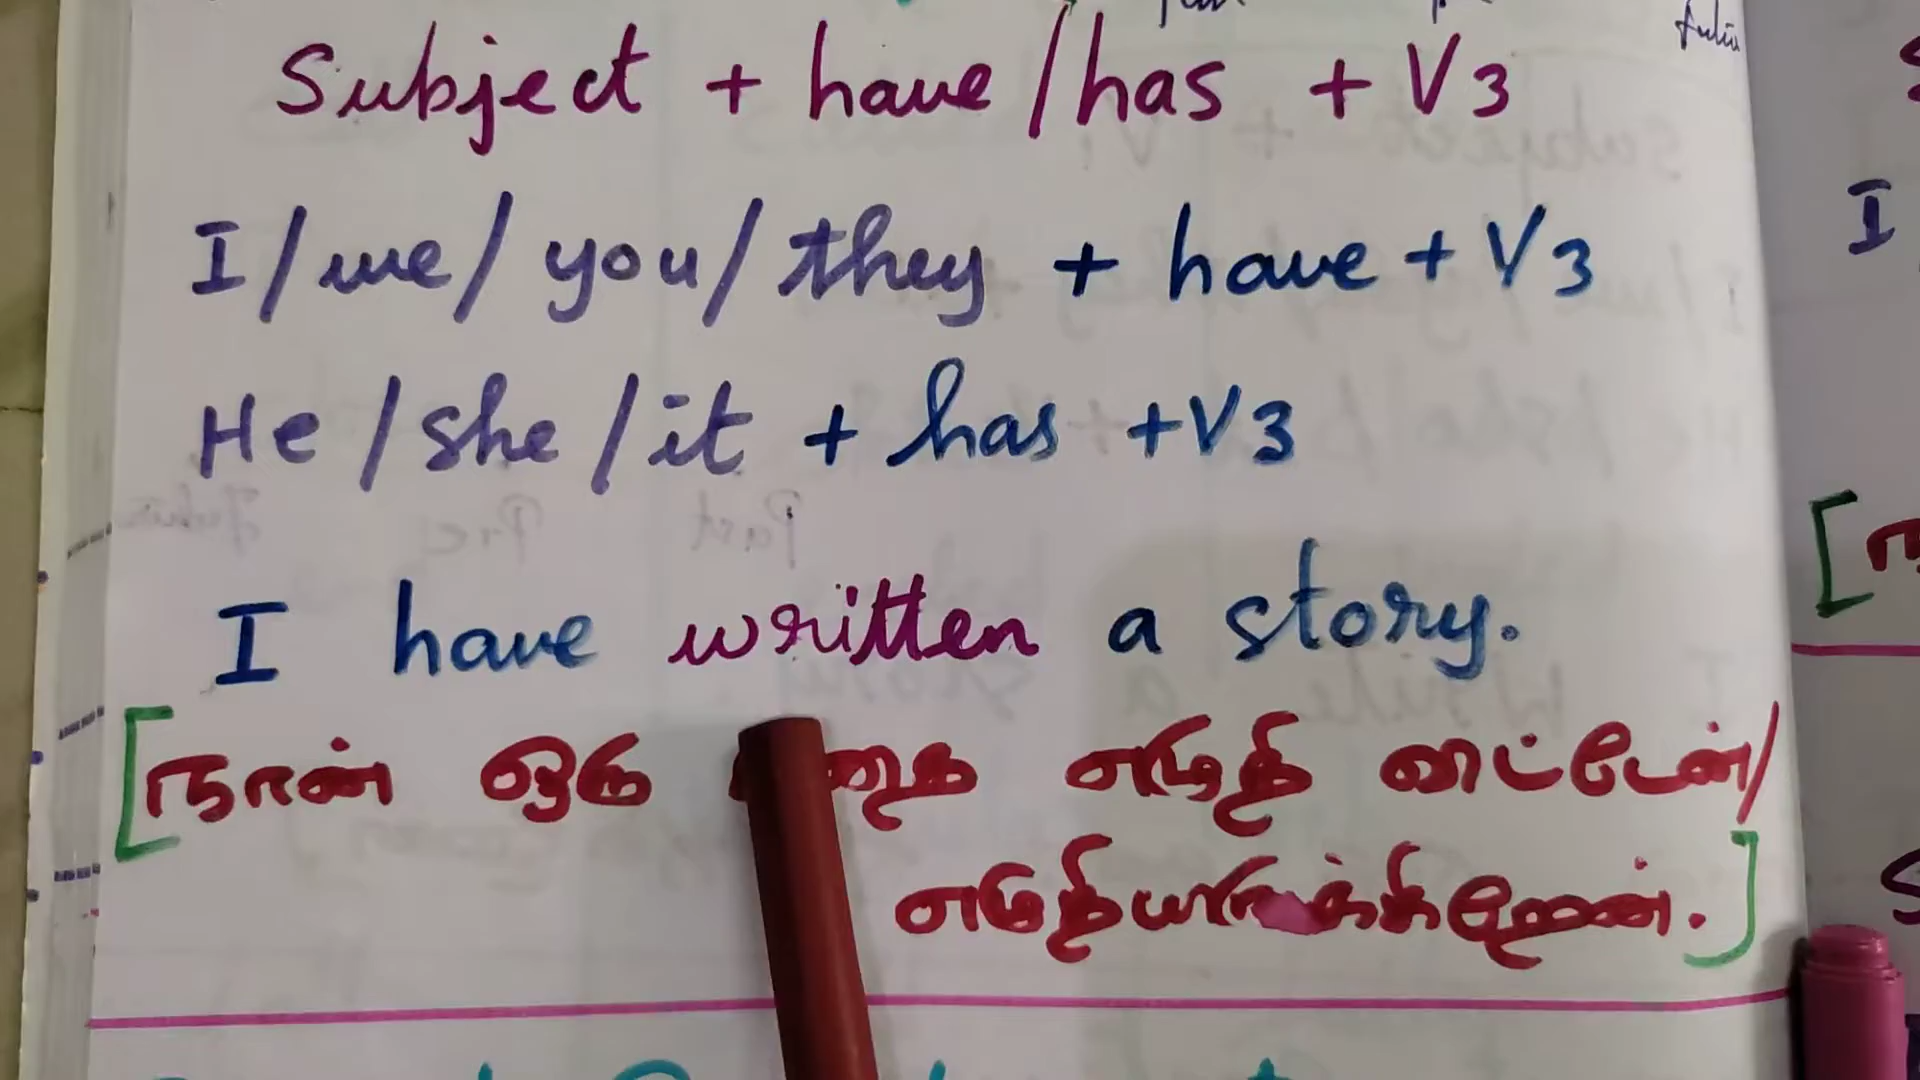 Subject + have/has + V3
I/we/you/they + have + V3
He/she/it + has + V3
I have written a story.
[நான் ஒரு எழுதி விட்டேன்/
எழுதியிருக்கிறேன்.]